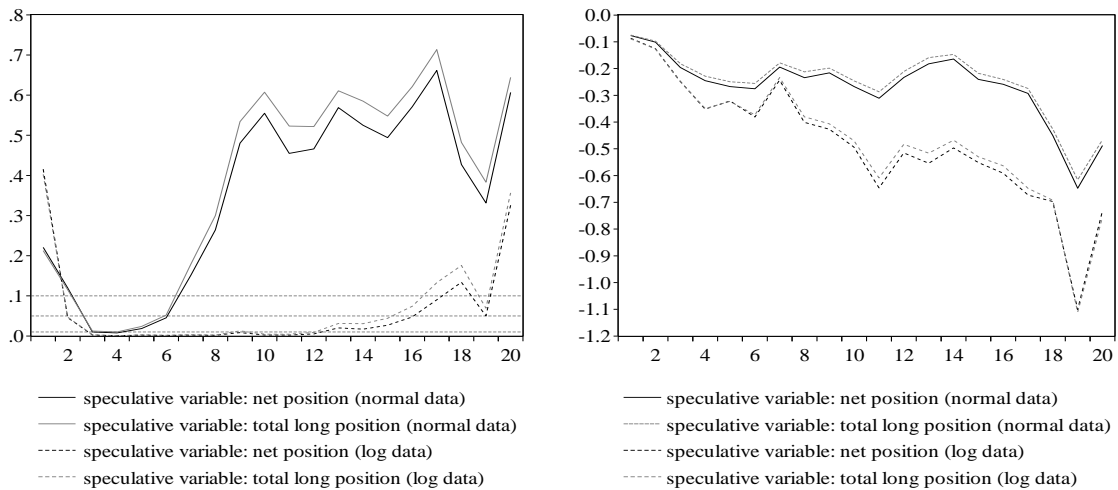 .8
.7
.6
.5
.4
.3
.2
.1
.0
2 4 6 8 10 12 14 16 18 20
speculative variable: net position (normal data)
speculative variable: total long position (normal data)
speculative variable: net position (log data)
speculative variable: total long position (log data)
0.0
-0.1
-0.2
-0.3
-0.4
-0.5
-0.6
-0.7
-0.8
-0.9
-1.0
-1.1
-1.2
2 4 6 8 10 12 14 16 18 20
speculative variable: net position (normal data)
speculative variable: total long position (normal data)
speculative variable: net position (log data)
speculative variable: total long position (log data)